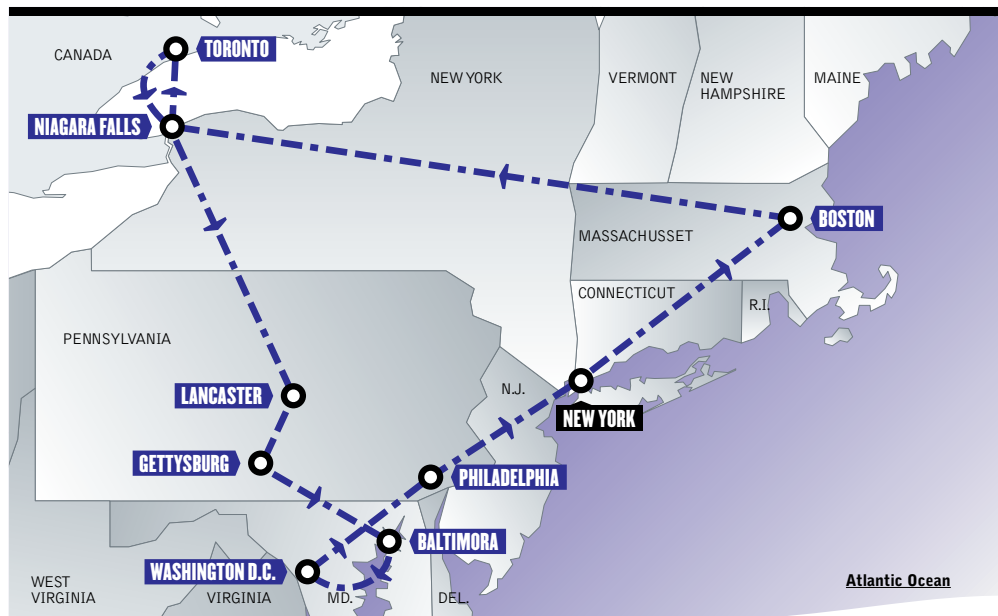 TORONTO
CANADA
NEW YORK
VERMONT
NEW
HAMPSHIRE
MAINE
NIAGARA FALLS
BOSTON
MASSACHUSSET
CONNECTICUT
R.I.
PENNSYLVANIA
LANCASTER
N.J.
NEW YORK
GETTYSBURG
PHILADELPHIA
BALTIMORA
WASHINGTON D.C.
WEST
VIRGINIA
VIRGINIA
MD.
DEL.
Atlantic Ocean